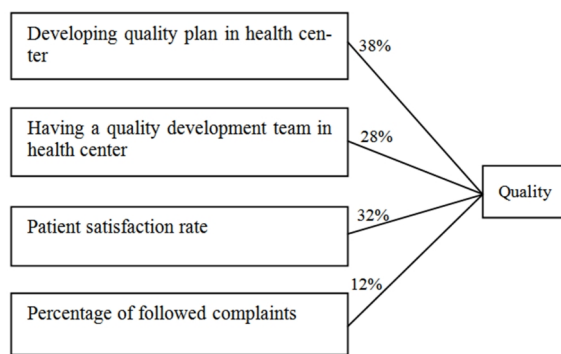 Developing quality plan in health cen-
ter
38%
Having a quality development team in
health center
28%
Quality
Patient satisfaction rate
32%
12%
Percentage of followed complaints